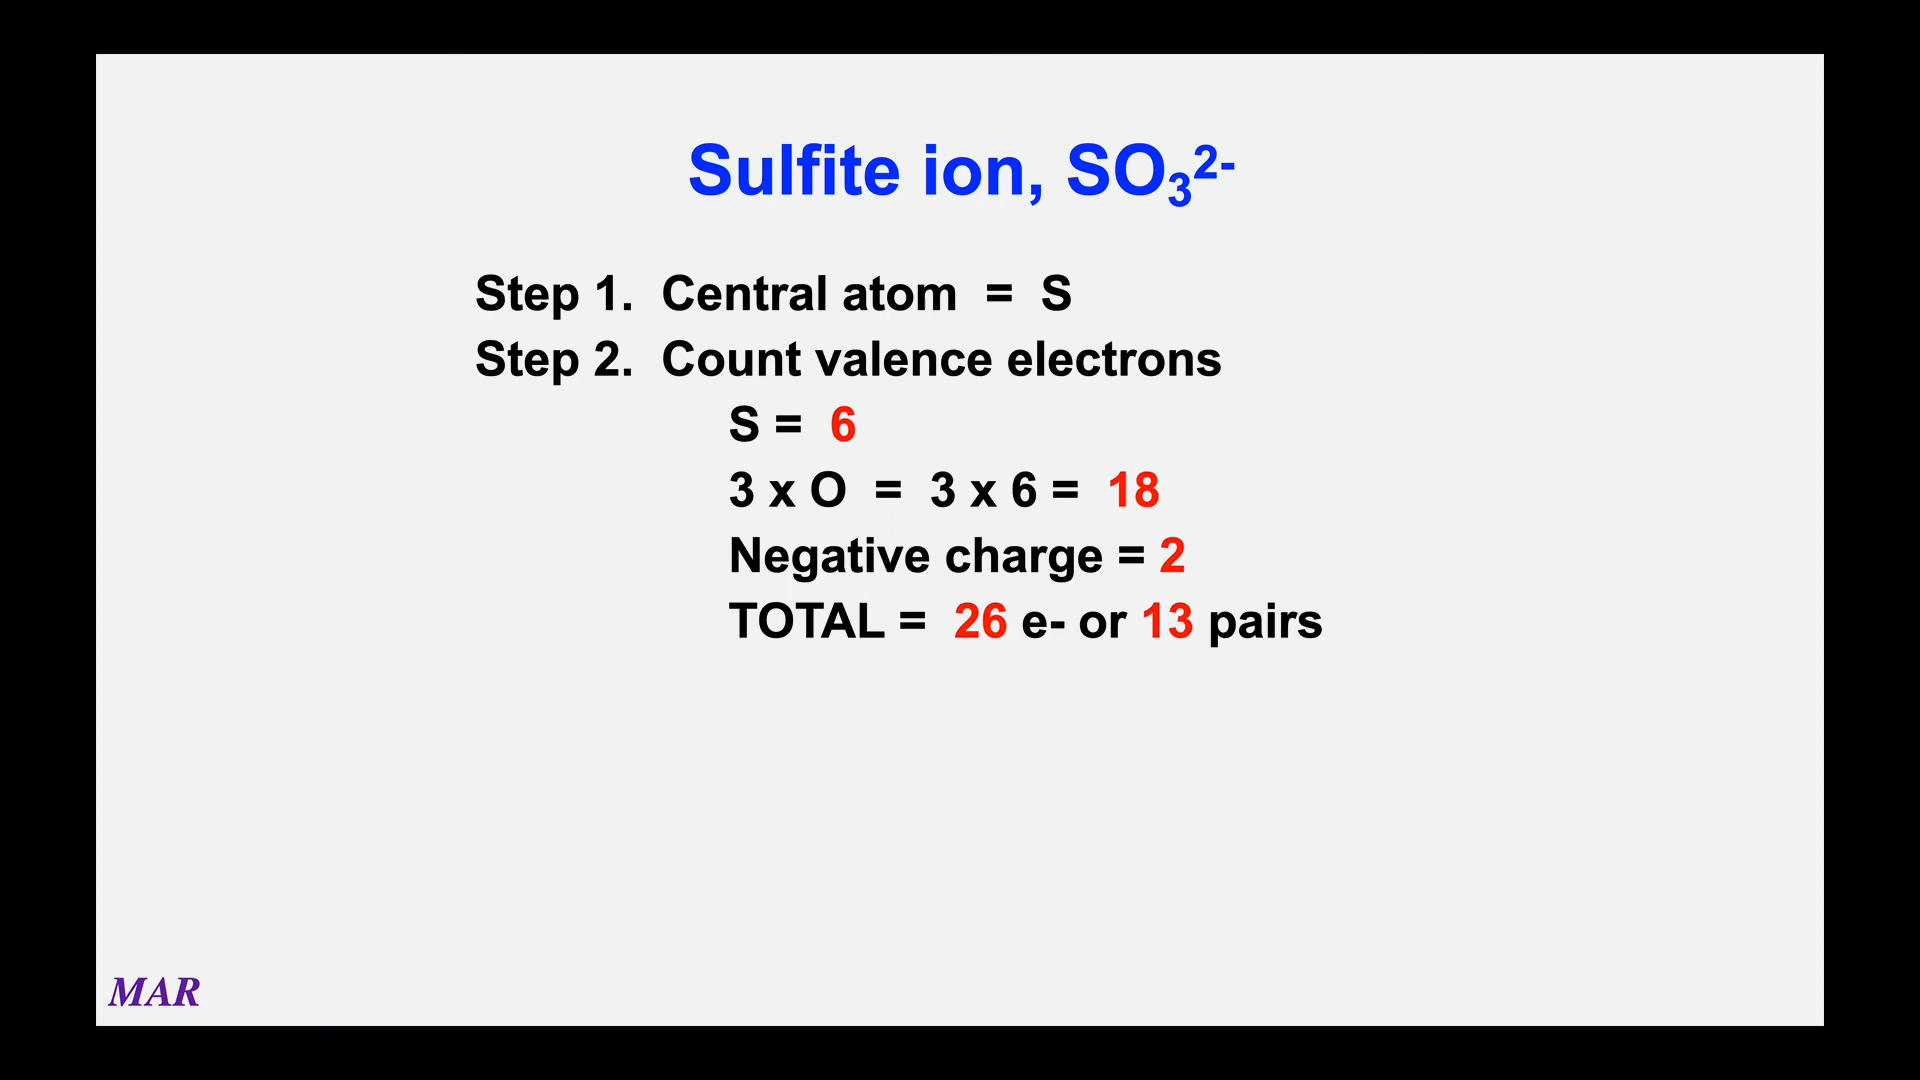 Sulfite ion, SO₃²⁻
Step 1. Central atom = S
Step 2. Count valence electrons
S = 6
3 x O = 3 x 6 = 18
Negative charge = 2
TOTAL = 26 e- or 13 pairs
MAR